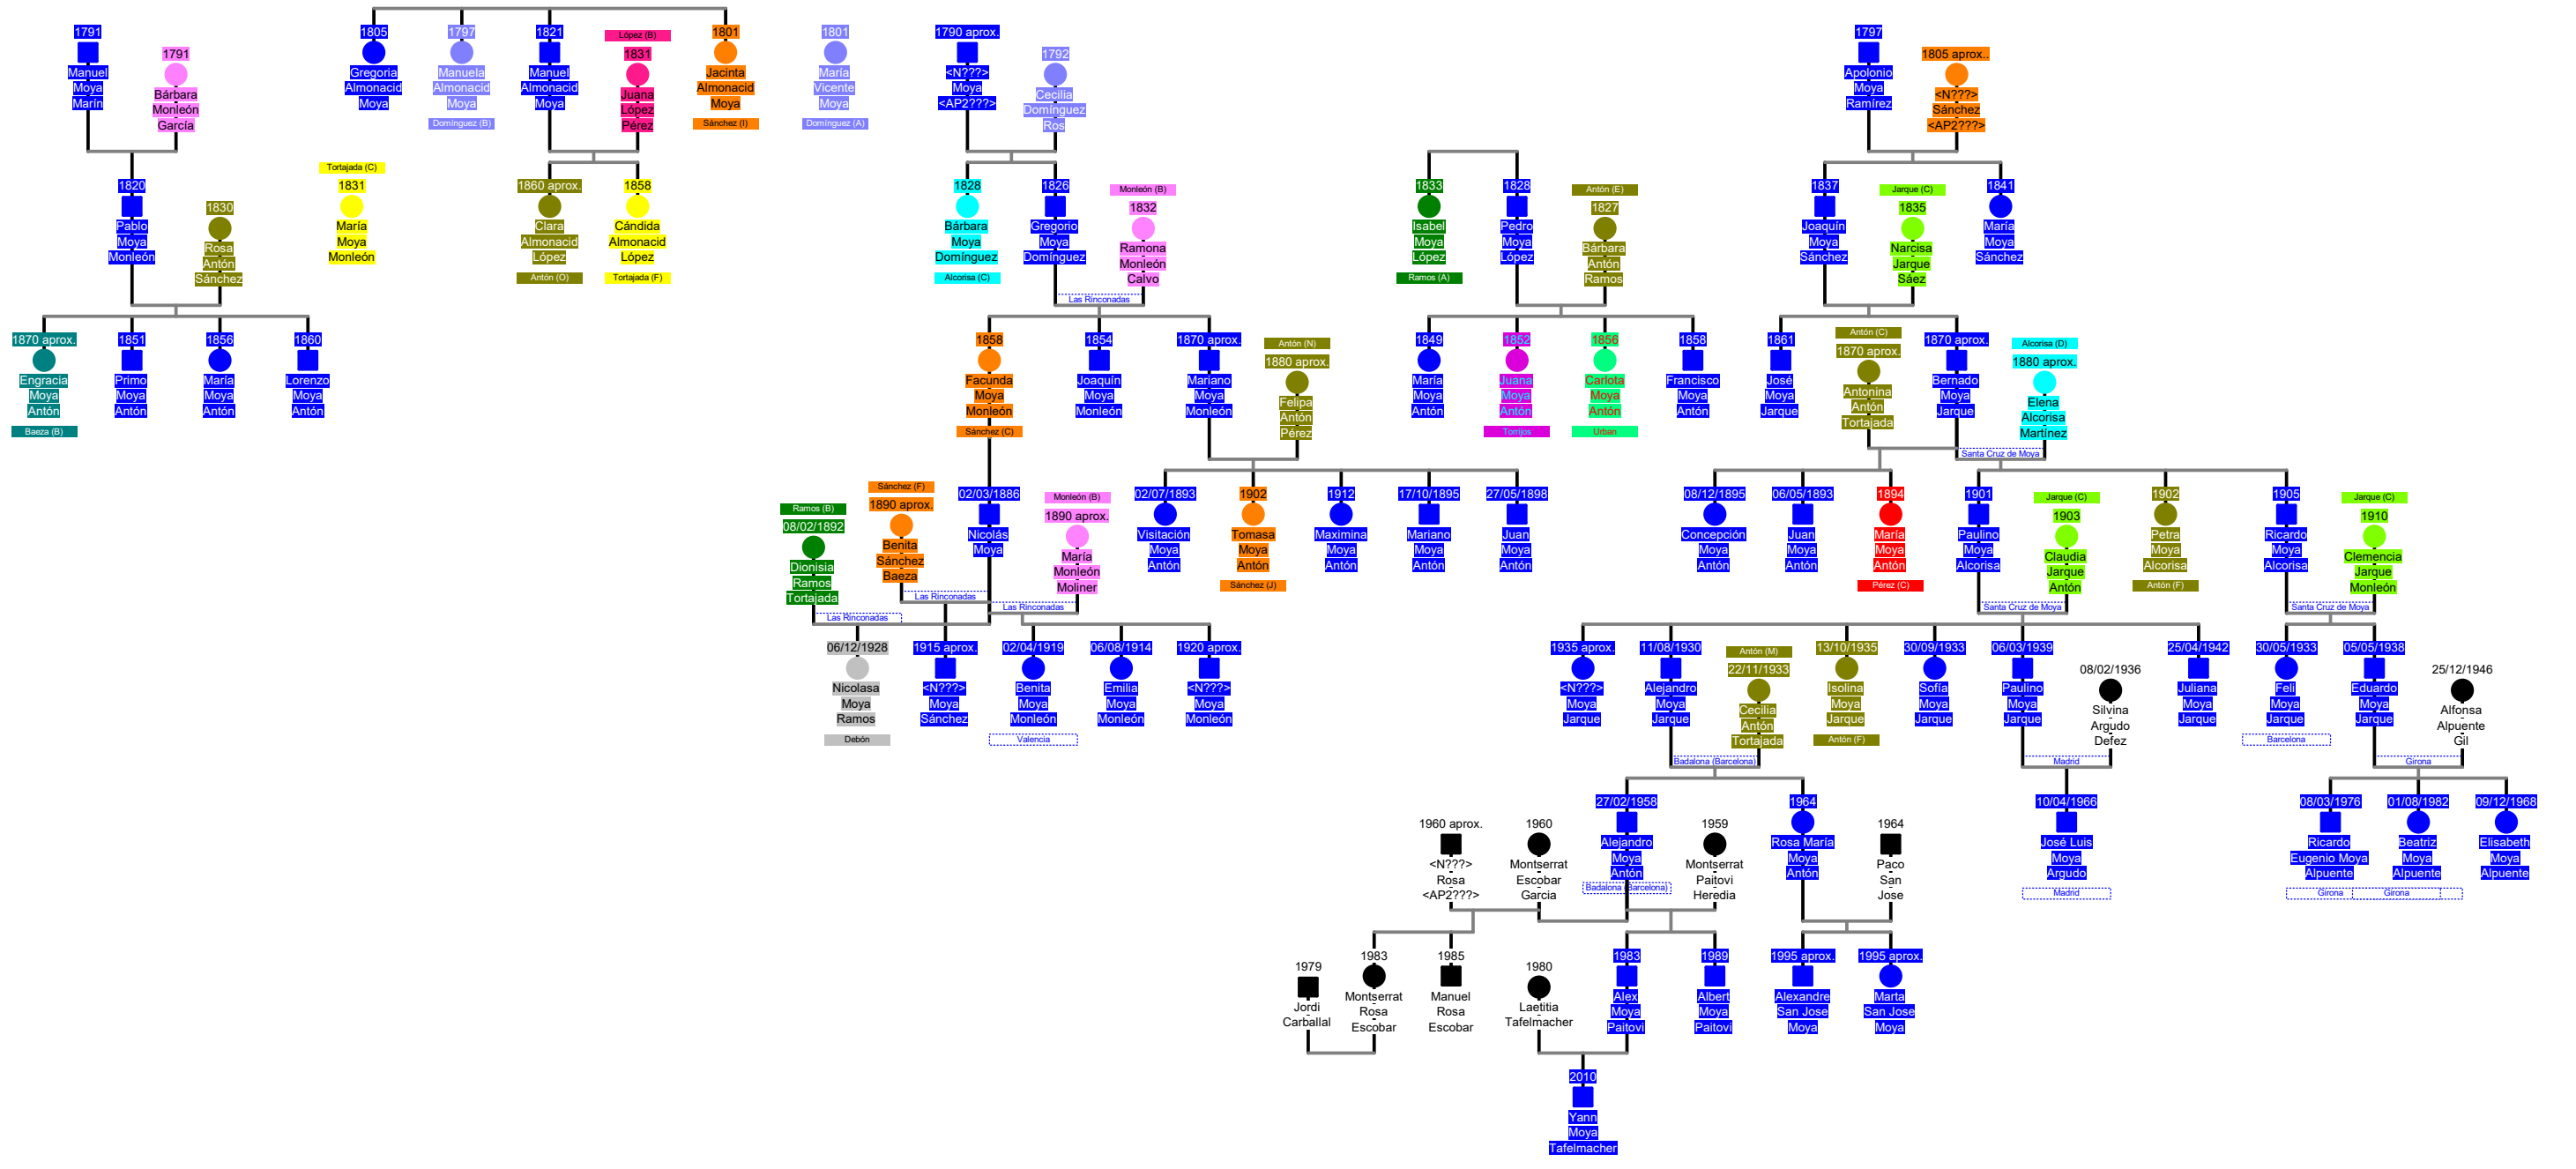 1791
Manuel
Moya
Marín
1791
Bárbara
Monleón
García
1805
Gregoria
Almonacid
Moya
1797
Manuela
Almonacid
Moya
Domínguez (B)
1821
Manuel
Almonacid
Moya
López (B)
1831
Juana
López
Pérez
1801
Jacinta
Almonacid
Moya
Sánchez (I)
1801
María
Vicente
Moya
Domínguez (A)
1790 aprox.
<N???>
Moya
<AP2???>
1792
Cecilia
Domínguez
Ros
1797
Apolonio
Moya
Ramírez
1805 aprox..
<N???>
Sánchez
<AP2???>
1820
Pablo
Moya
Monleón
1830
Rosa
Antón
Sánchez
Tortajada (C)
1831
María
Moya
Monleón
1860 aprox.
Clara
Almonacid
López
Antón (O)
1858
Cándida
Almonacid
López
Tortajada (F)
1828
Bárbara
Moya
Domínguez
Alcorisa (C)
1826
Gregorio
Moya
Domínguez
Monleón (B)
1832
Ramona
Monleón
Calvo
Las Rinconadas
1833
Isabel
Moya
López
Ramos (A)
1828
Pedro
Moya
López
Antón (E)
1827
Bárbara
Antón
Ramos
1837
Joaquín
Moya
Sánchez
Jarque (C)
1835
Narcisa
Jarque
Sáez
1841
María
Moya
Sánchez
1870 aprox.
Engracia
Moya
Antón
Baeza (B)
1851
Primo
Moya
Antón
1856
María
Moya
Antón
1860
Lorenzo
Moya
Antón
1858
Facunda
Moya
Monleón
Sánchez (C)
1854
Joaquín
Moya
Monleón
1870 aprox.
Mariano
Moya
Monleón
Antón (N)
1880 aprox.
Felipa
Antón
Pérez
1849
María
Moya
Antón
1852
Juana
Moya
Antón
Torrijos
1856
Carlota
Moya
Antón
Urban
1858
Francisco
Moya
Antón
1861
José
Moya
Jarque
Antón (C)
1870 aprox.
Antonina
Antón
Tortajada
1870 aprox.
Bernado
Moya
Jarque
Alcorisa (D)
1880 aprox.
Elena
Alcorisa
Martínez
Santa Cruz de Moya
Ramos (B)
08/02/1892
Dionisia
Ramos
Tortajada
Las Rinconadas
Sánchez (F)
1890 aprox.
Benita
Sánchez
Baeza
Las Rinconadas
02/03/1886
Nicolás
Moya
Monleón (B)
1890 aprox.
María
Monleón
Moliner
Las Rinconadas
02/07/1893
Visitación
Moya
Antón
1902
Tomasa
Moya
Antón
Sánchez (J)
1912
Maximina
Moya
Antón
17/10/1895
Mariano
Moya
Antón
27/05/1898
Juan
Moya
Antón
08/12/1895
Concepción
Moya
Antón
06/05/1893
Juan
Moya
Antón
1894
María
Moya
Antón
Pérez (C)
1901
Paulino
Moya
Alcorisa
Jarque (C)
1903
Claudia
Jarque
Antón
Santa Cruz de Moya
1902
Petra
Moya
Alcorisa
Antón (F)
1905
Ricardo
Moya
Alcorisa
Jarque (C)
1910
Clemencia
Jarque
Monleón
Santa Cruz de Moya
06/12/1928
Nicolasa
Moya
Ramos
Debón
1915 aprox.
<N???>
Moya
Sánchez
02/04/1919
Benita
Moya
Monleón
Valencia
06/08/1914
Emilia
Moya
Monleón
1920 aprox.
<N???>
Moya
Monleón
1935 aprox.
<N???>
Moya
Jarque
11/08/1930
Alejandro
Moya
Jarque
Antón (M)
22/11/1933
Cecilia
Antón
Tortajada
Badalona (Barcelona)
13/10/1935
Isolina
Moya
Jarque
Antón (F)
30/09/1933
Sofía
Moya
Jarque
06/03/1939
Paulino
Moya
Jarque
08/02/1936
Silvina
Argudo
Defez
Madrid
25/04/1942
Juliana
Moya
Jarque
30/05/1933
Feli
Moya
Jarque
Barcelona
05/05/1938
Eduardo
Moya
Jarque
25/12/1946
Alfonsa
Alpuente
Gil
Girona
1960 aprox.
<N???>
Rosa
<AP2???>
1960
Montserrat
Escobar
Garcia
27/02/1958
Alejandro
Moya
Antón
Badalona (Barcelona)
1959
Montserrat
Paitovi
Heredia
1964
Rosa María
Moya
Antón
1964
Paco
San
Jose
10/04/1966
José Luis
Moya
Argudo
Madrid
08/03/1976
Ricardo
Eugenio Moya
Alpuente
Girona
01/08/1982
Beatriz
Moya
Alpuente
Girona
09/12/1968
Elisabeth
Moya
Alpuente
1979
Jordi
Carballal
1983
Montserrat
Rosa
Escobar
1985
Manuel
Rosa
Escobar
1980
Laetitia
Tafelmacher
1983
Alex
Moya
Paitovi
1989
Albert
Moya
Paitovi
1995 aprox.
Alexandre
San Jose
Moya
1995 aprox.
Marta
San Jose
Moya
2010
Yann
Moya
Tafelmacher